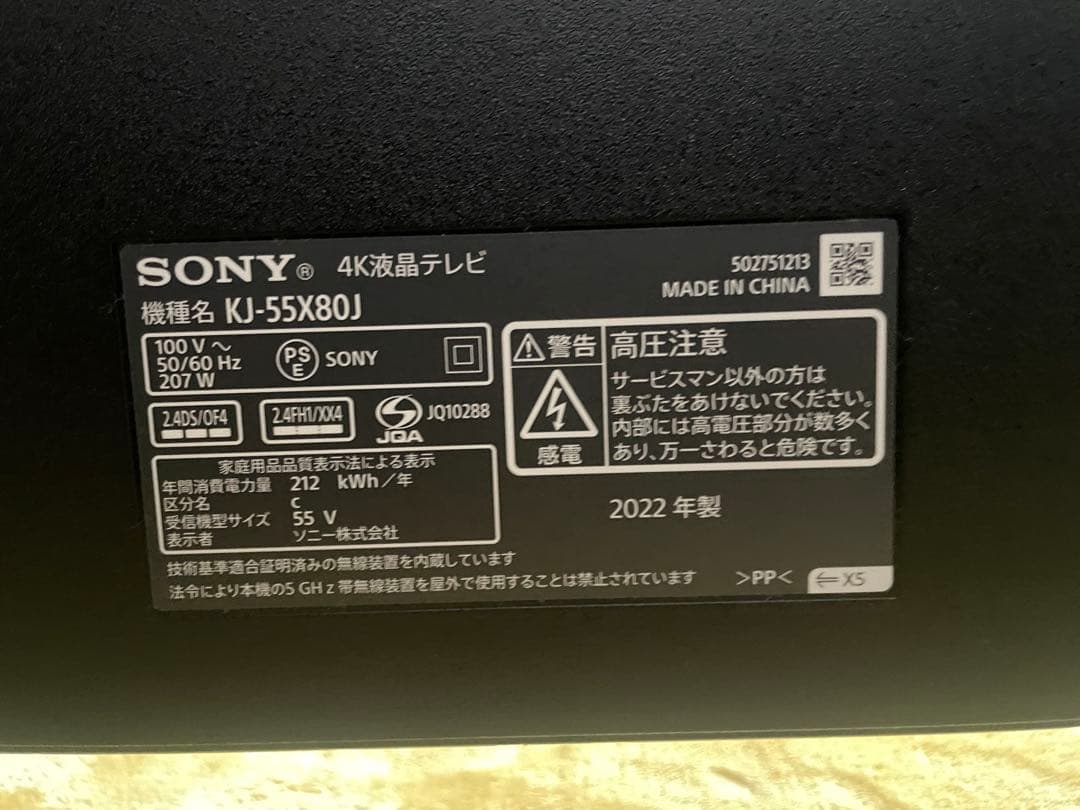 SONY® 4K液晶テレビ
機種名 KJ-55X80J
502751213
MADE IN CHINA
100 V ～
50/60 Hz
207 W
PS
E
SONY
2.4DS/OF4
2.4FH1/XX4
JQA
JQ10288
家庭用品品質表示法による表示
年間消費電力量 212 kWh／年
区分名 C
受信機型サイズ 55 V
表示者 ソニー株式会社
警告
感電
高圧注意
サービスマン以外の方は
裏ぶたをあけないでください。
内部には高電圧部分が数多く
あり、万一さわると危険です。
2022 年製
技術基準適合証明済みの無線装置を内蔵しています
法令により本機の5 GHz 帯無線装置を屋外で使用することは禁止されています
>PP<
X5